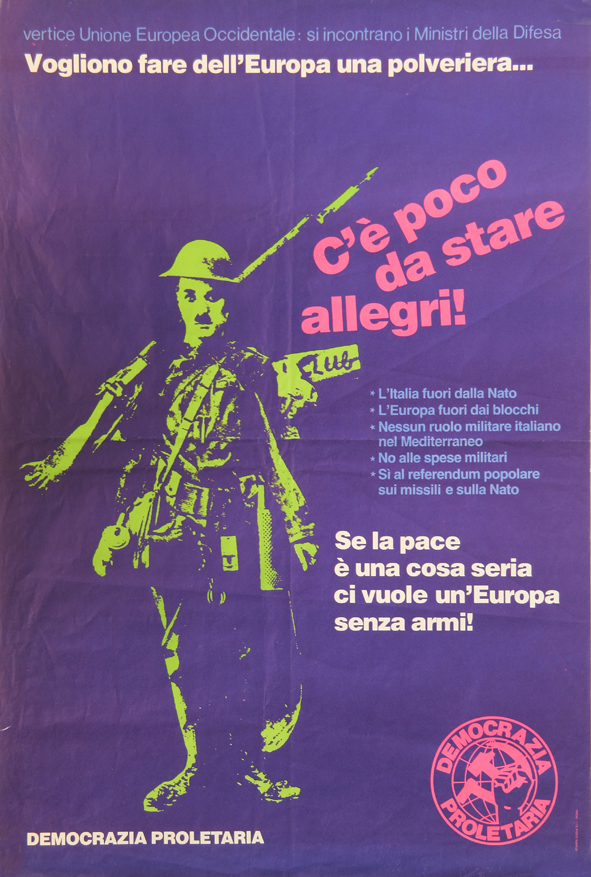 vertice Unione Europea Occidentale: si incontrano i Ministri della Difesa
Vogliono fare dell'Europa una polveriera...
C'è poco
da stare
allegri!
CLUB
* L'Italia fuori dalla Nato
* L'Europa fuori dai blocchi
* Nessun ruolo militare italiano
nel Mediterraneo
* No alle spese militari
* Sì al referendum popolare
sui missili e sulla Nato
Se la pace
è una cosa seria
ci vuole un'Europa
senza armi!
DEMOCRAZIA
PROLETARIA
DEMOCRAZIA PROLETARIA